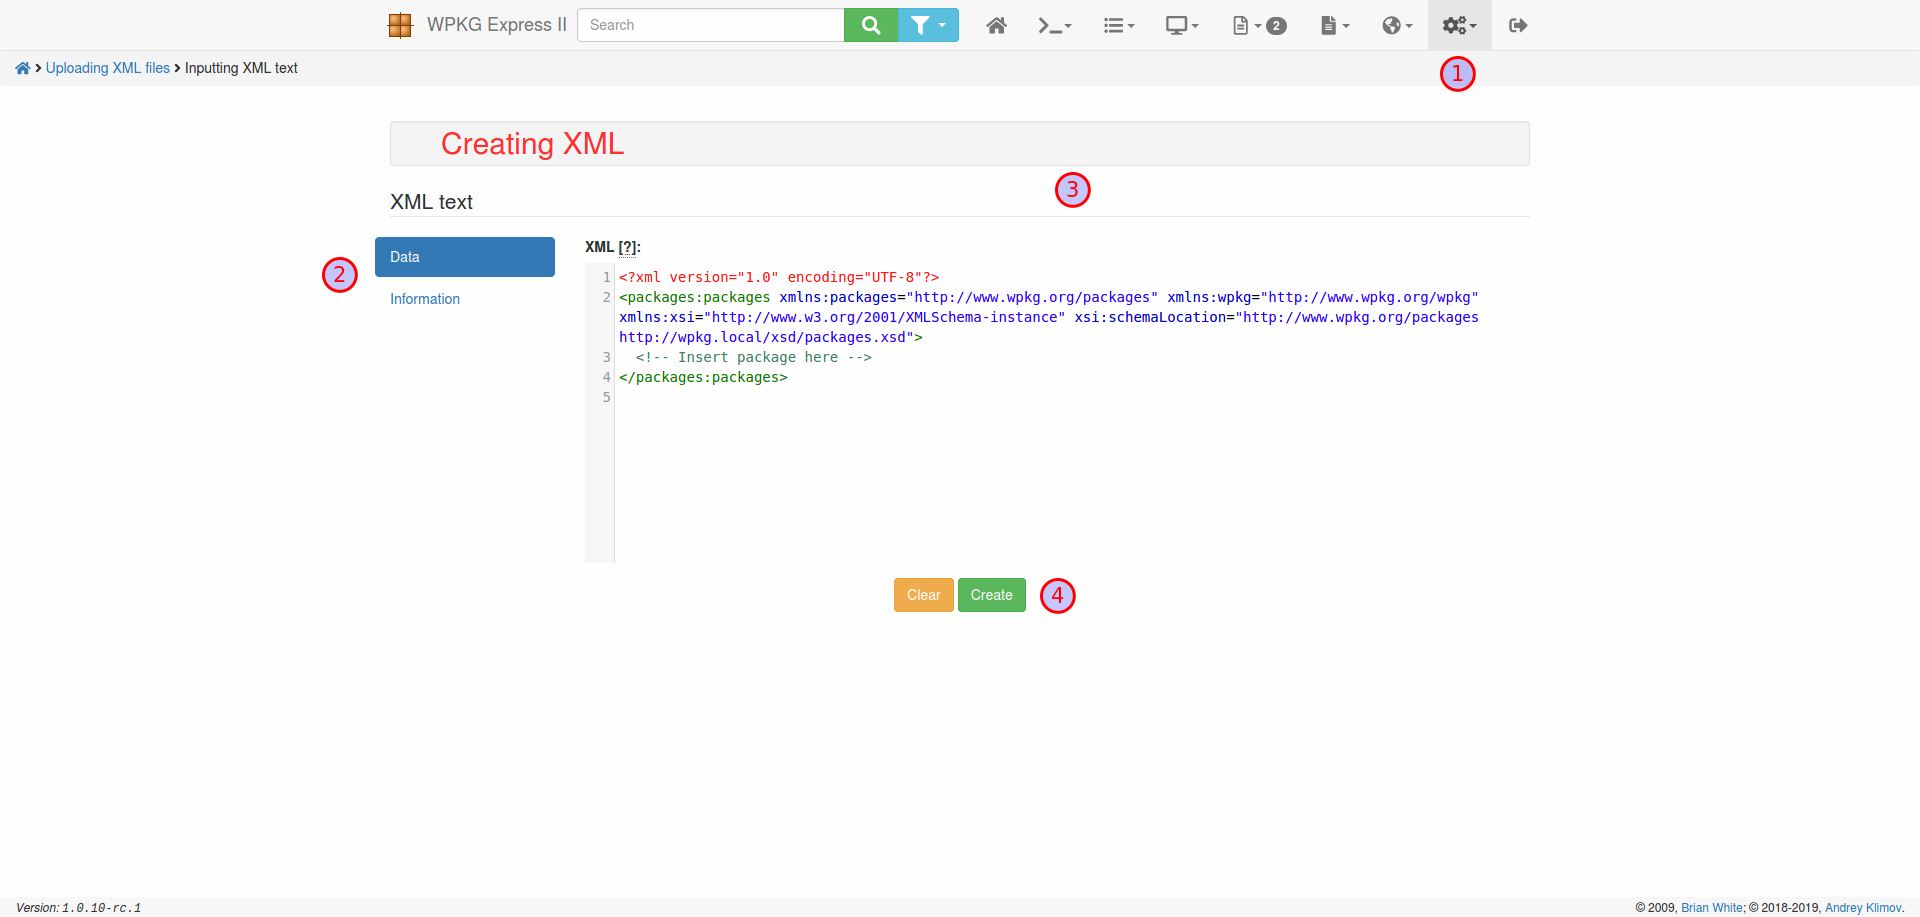 WPKG Express II Search 2
Uploading XML files Inputting XML text
1
Creating XML
3
XML text
2
Data
Information
XML [?]:
1 <?xml version="1.0" encoding="UTF-8"?>
2 <packages:packages xmlns:packages="http://www.wpkg.org/packages" xmlns:wpkg="http://www.wpkg.org/wpkg"
xmlns:xsi="http://www.w3.org/2001/XMLSchema-instance" xsi:schemaLocation="http://www.wpkg.org/packages
http://wpkg.local/xsd/packages.xsd">
3 <!-- Insert package here -->
4 </packages:packages>
5
Clear Create 4
Version: 1.0.10-rc.1 © 2009, Brian White; © 2018-2019, Andrey Klimov.